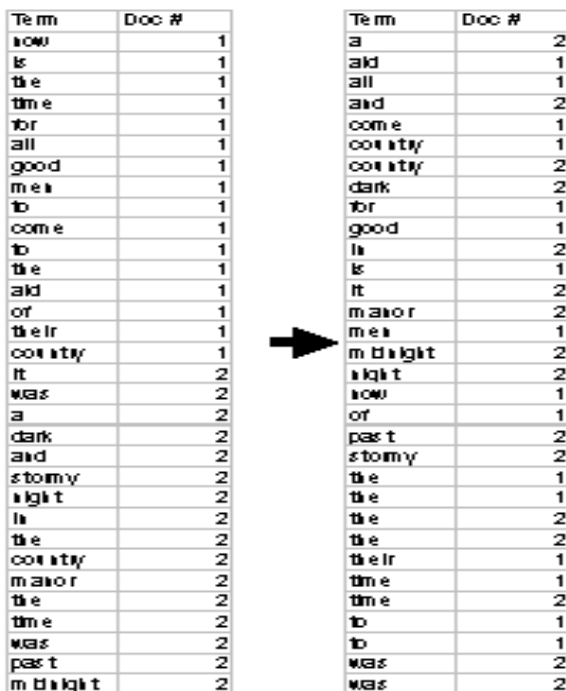 Term Doc #
now 1
is 1
the 1
time 1
for 1
all 1
good 1
men 1
to 1
come 1
to 1
the 1
aid 1
of 1
their 1
country 1
it 2
was 2
a 2
dark 2
and 2
stormy 2
night 2
in 2
the 2
country 2
manor 2
the 2
time 2
was 2
past 2
midnight 2
Term Doc #
a 2
aid 1
all 1
and 2
come 1
country 1
country 2
dark 2
for 1
good 1
in 2
is 1
it 2
manor 2
men 1
midnight 2
night 2
now 1
of 1
past 2
stormy 2
the 1
the 1
the 2
the 2
their 1
time 1
time 2
to 1
to 1
was 2
was 2